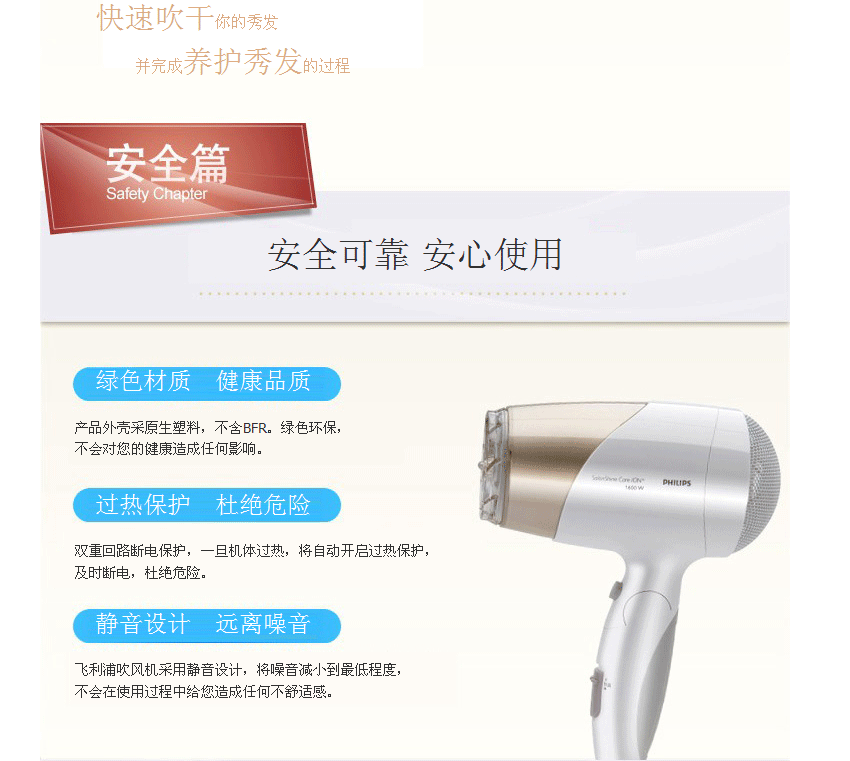 快速吹干你的秀发
并完成养护秀发的过程
安全篇
Safety Chapter
安全可靠 安心使用
绿色材质 健康品质
产品外壳采原生塑料，不含BFR。绿色环保，
不会对您的健康造成任何影响。
过热保护 杜绝危险
双重回路断电保护，一旦机体过热，将自动开启过热保护，
及时断电，杜绝危险。
静音设计 远离噪音
飞利浦吹风机采用静音设计，将噪音减小到最低程度，
不会在使用过程中给您造成任何不舒适感。
SalonShine Care ION
1600 W
PHILIPS